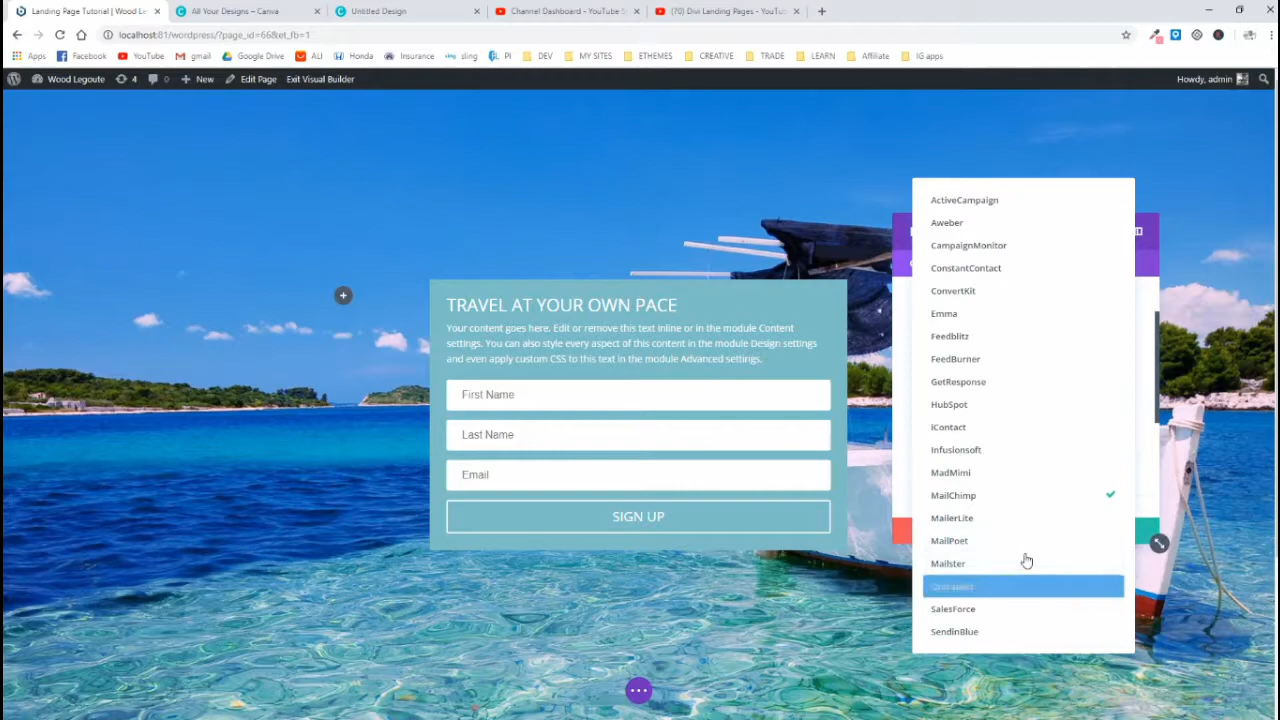 Landing Page Tutorial | Wood Le
All Your Designs – Canva
Untitled Design
Channel Dashboard - YouTube S
(70) Divi Landing Pages - YouTu
localhost:81/wordpress/?page_id=66&et_fb=1
Apps
Facebook
YouTube
gmail
Google Drive
ALI
Honda
Insurance
sling
PI
DEV
MY SITES
ETHEMES
CREATIVE
TRADE
LEARN
Affiliate
IG apps
Wood Legoute
4
0
New
Edit Page
Exit Visual Builder
Howdy, admin
TRAVEL AT YOUR OWN PACE
Your content goes here. Edit or remove this text inline or in the module Content
settings. You can also style every aspect of this content in the module Design settings
and even apply custom CSS to this text in the module Advanced settings.
First Name
Last Name
Email
SIGN UP
ActiveCampaign
Aweber
CampaignMonitor
ConstantContact
ConvertKit
Emma
Feedblitz
FeedBurner
GetResponse
HubSpot
iContact
Infusionsoft
MadMimi
MailChimp
MailerLite
MailPoet
Mailster
SalesForce
SendinBlue